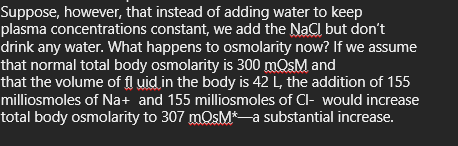 Suppose, however, that instead of adding water to keep
plasma concentrations constant, we add the NaCl but don't
drink any water. What happens to osmolarity now? If we assume
that normal total body osmolarity is 300 mOsM and
that the volume of fl uid in the body is 42 L, the addition of 155
milliosmoles of Na+  and 155 milliosmoles of Cl-  would increase
total body osmolarity to 307 mOsM*—a substantial increase.